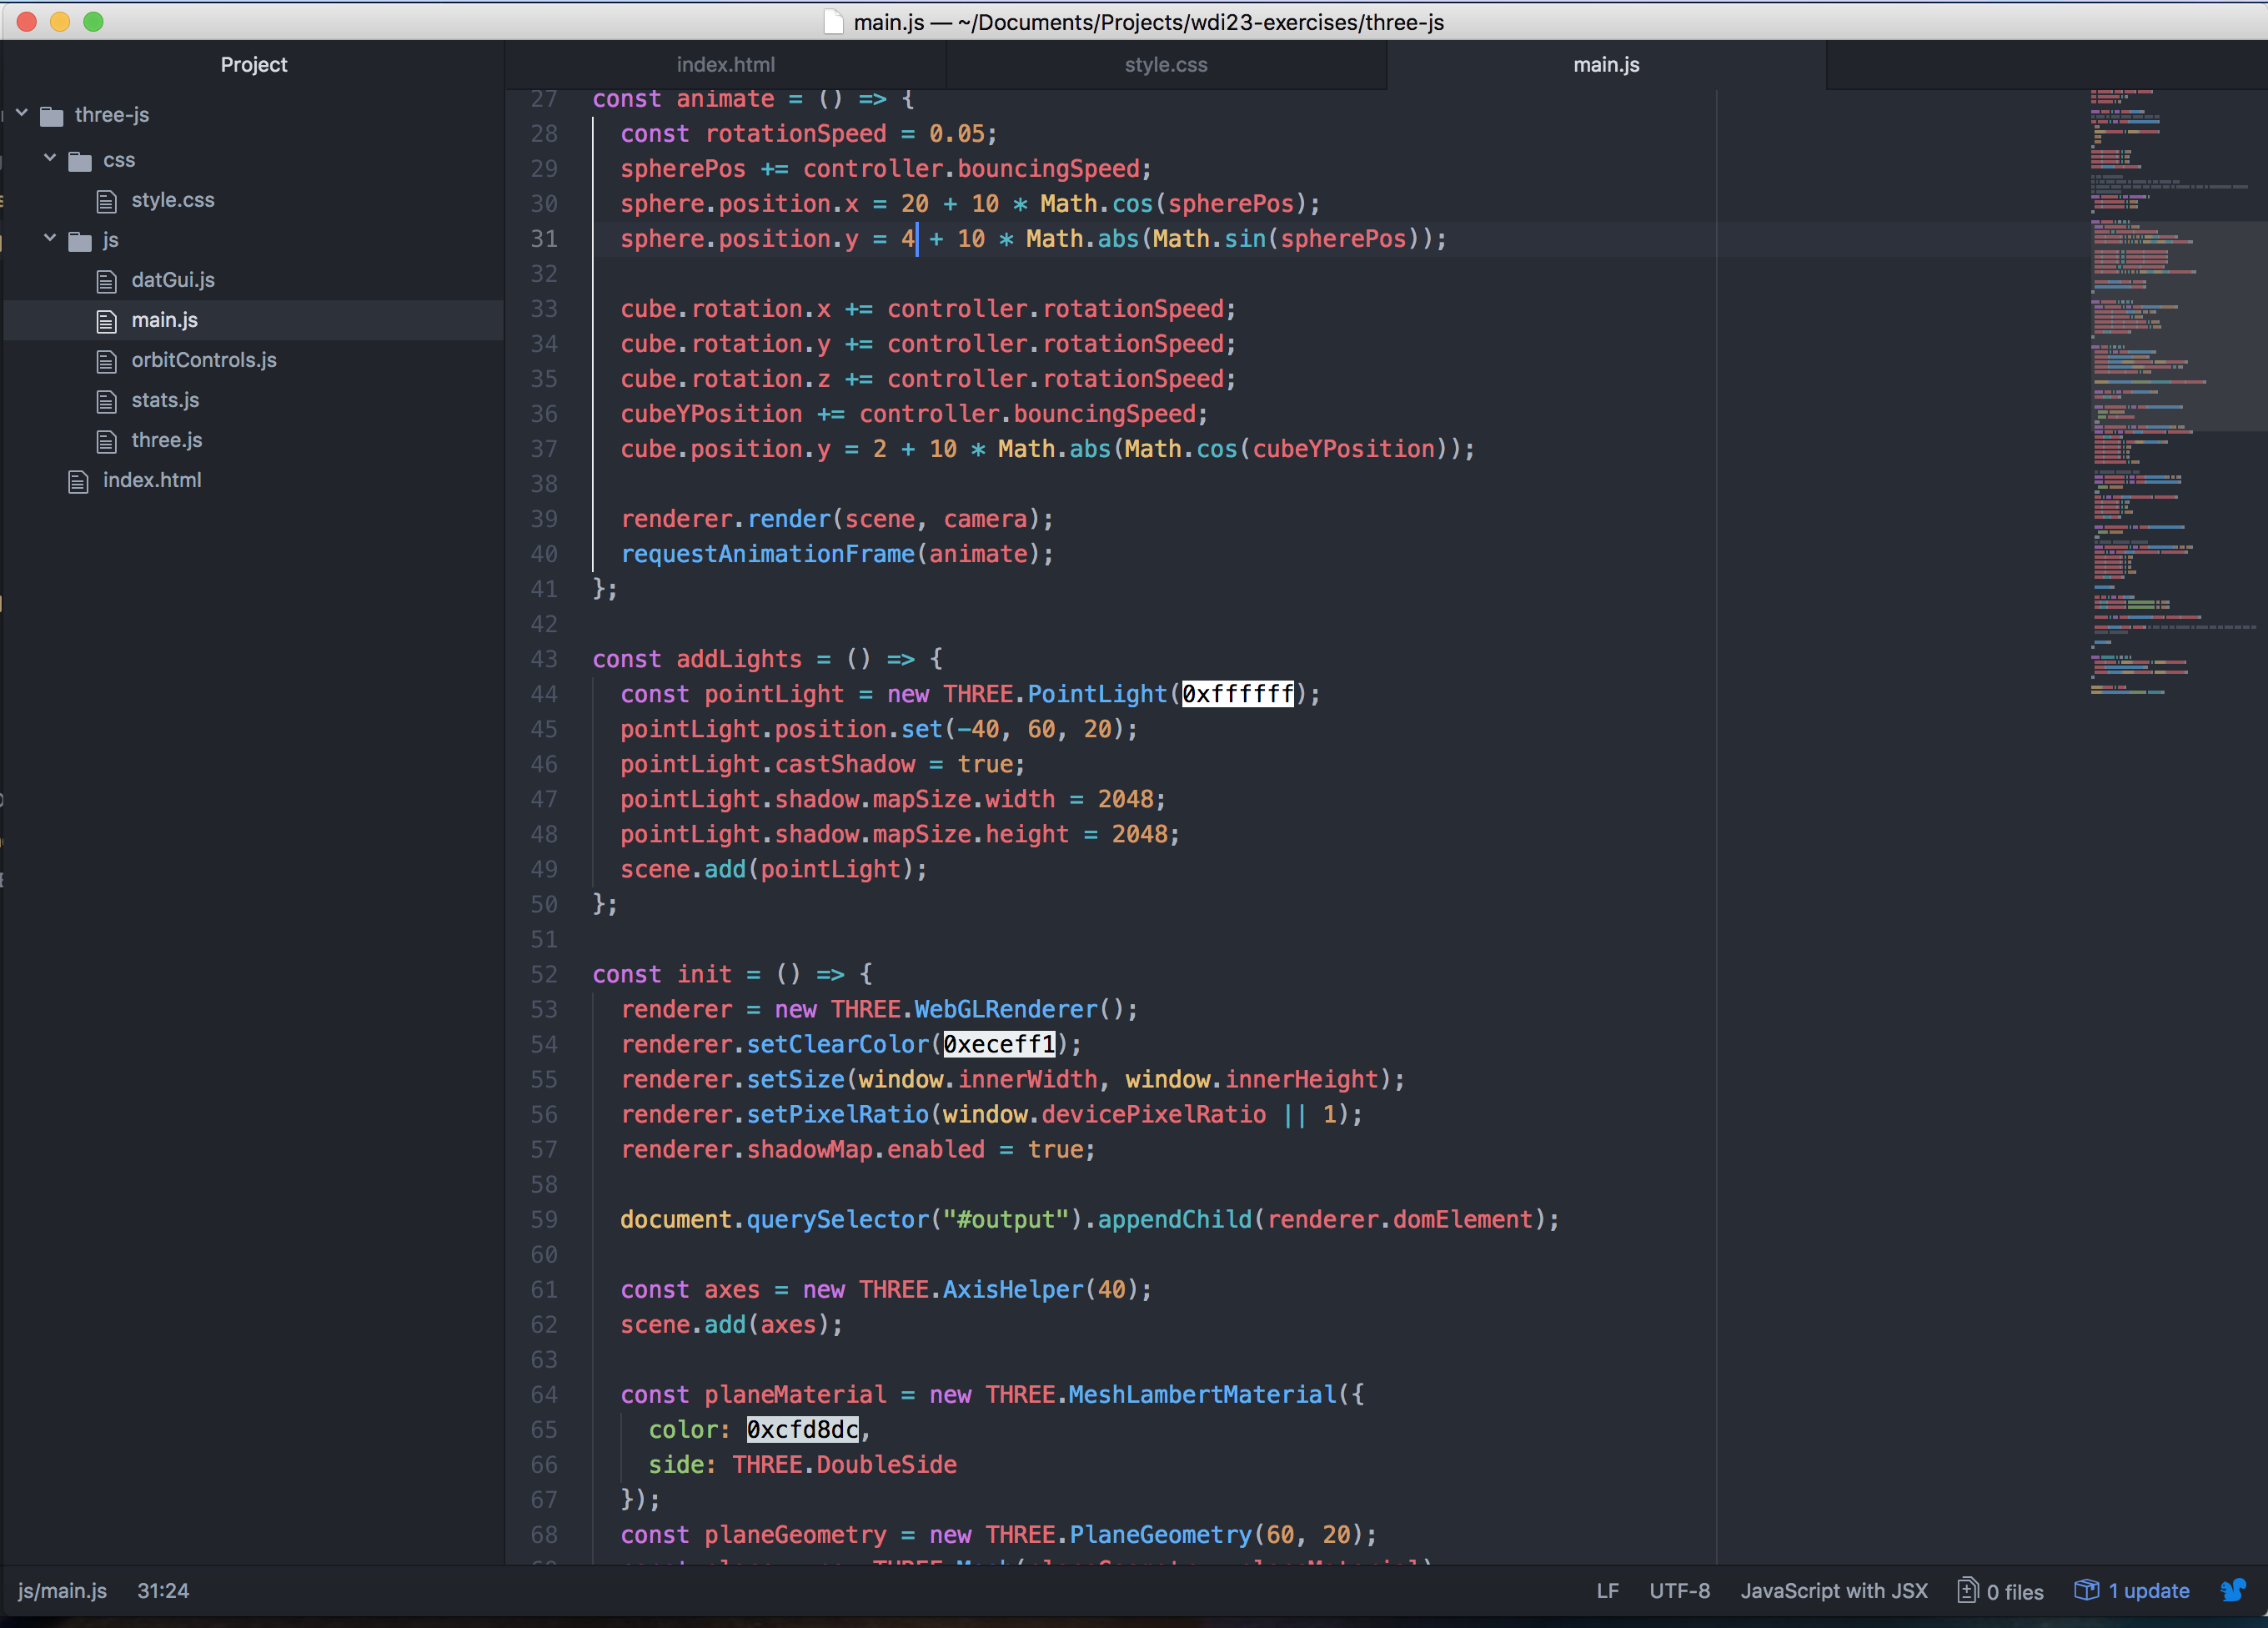 main.js — ~/Documents/Projects/wdi23-exercises/three-js
Project
index.html
style.css
main.js
three-js
css
style.css
js
datGui.js
main.js
orbitControls.js
stats.js
three.js
index.html
27 const animate = () => {
28 const rotationSpeed = 0.05;
29 spherePos += controller.bouncingSpeed;
30 sphere.position.x = 20 + 10 * Math.cos(spherePos);
31 sphere.position.y = 4 + 10 * Math.abs(Math.sin(spherePos));
32
33 cube.rotation.x += controller.rotationSpeed;
34 cube.rotation.y += controller.rotationSpeed;
35 cube.rotation.z += controller.rotationSpeed;
36 cubeYPosition += controller.bouncingSpeed;
37 cube.position.y = 2 + 10 * Math.abs(Math.cos(cubeYPosition));
38
39 renderer.render(scene, camera);
40 requestAnimationFrame(animate);
41 };
42
43 const addLights = () => {
44 const pointLight = new THREE.PointLight(0xffffff);
45 pointLight.position.set(-40, 60, 20);
46 pointLight.castShadow = true;
47 pointLight.shadow.mapSize.width = 2048;
48 pointLight.shadow.mapSize.height = 2048;
49 scene.add(pointLight);
50 };
51
52 const init = () => {
53 renderer = new THREE.WebGLRenderer();
54 renderer.setClearColor(0xeceff1);
55 renderer.setSize(window.innerWidth, window.innerHeight);
56 renderer.setPixelRatio(window.devicePixelRatio || 1);
57 renderer.shadowMap.enabled = true;
58
59 document.querySelector("#output").appendChild(renderer.domElement);
60
61 const axes = new THREE.AxisHelper(40);
62 scene.add(axes);
63
64 const planeMaterial = new THREE.MeshLambertMaterial({
65 color: 0xcfd8dc,
66 side: THREE.DoubleSide
67 });
68 const planeGeometry = new THREE.PlaneGeometry(60, 20);
js/main.js 31:24
LF UTF-8 JavaScript with JSX 0 files 1 update